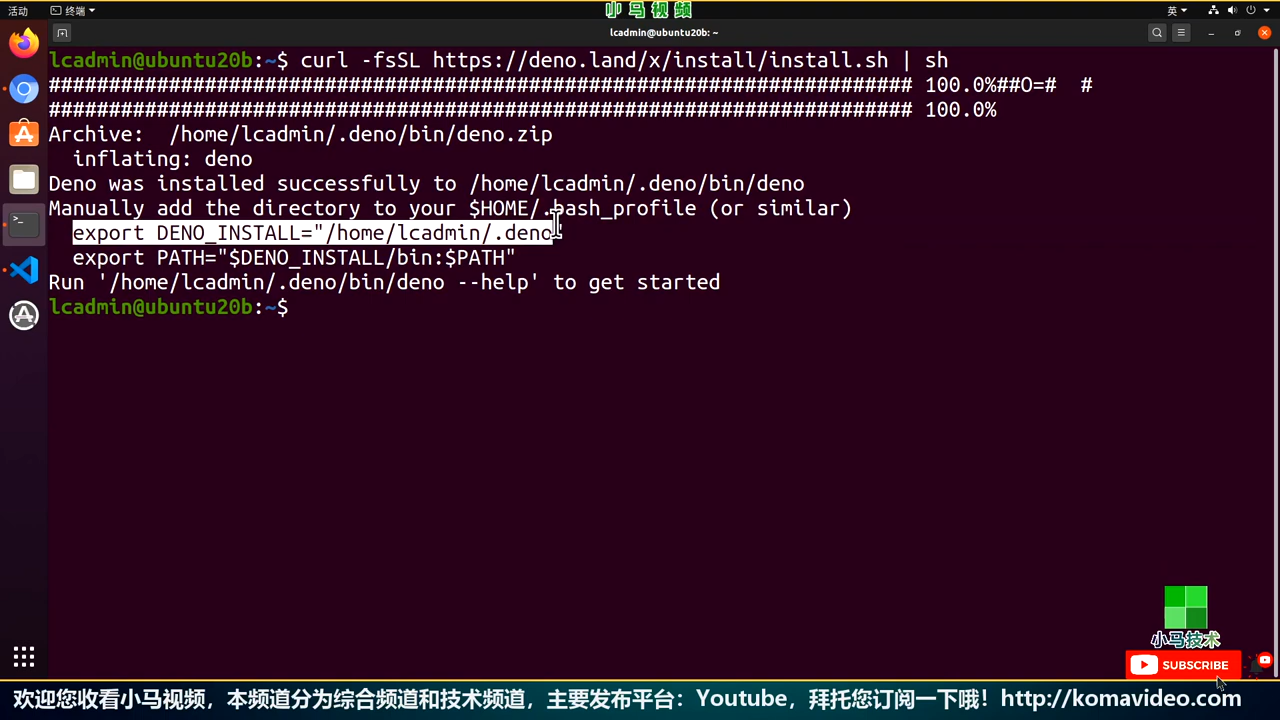 活动 终端 小马视频 英
lcadmin@ubuntu20b: ~
lcadmin@ubuntu20b:~$ curl -fsSL https://deno.land/x/install/install.sh | sh
######################################################################## 100.0%##O=#  #
######################################################################## 100.0%
Archive:  /home/lcadmin/.deno/bin/deno.zip
  inflating: deno
Deno was installed successfully to /home/lcadmin/.deno/bin/deno
Manually add the directory to your $HOME/.bash_profile (or similar)
  export DENO_INSTALL="/home/lcadmin/.deno"
  export PATH="$DENO_INSTALL/bin:$PATH"
Run '/home/lcadmin/.deno/bin/deno --help' to get started
lcadmin@ubuntu20b:~$
小马技术
SUBSCRIBE
欢迎您收看小马视频，本频道分为综合频道和技术频道，主要发布平台：Youtube，拜托您订阅一下哦！http://komavideo.com